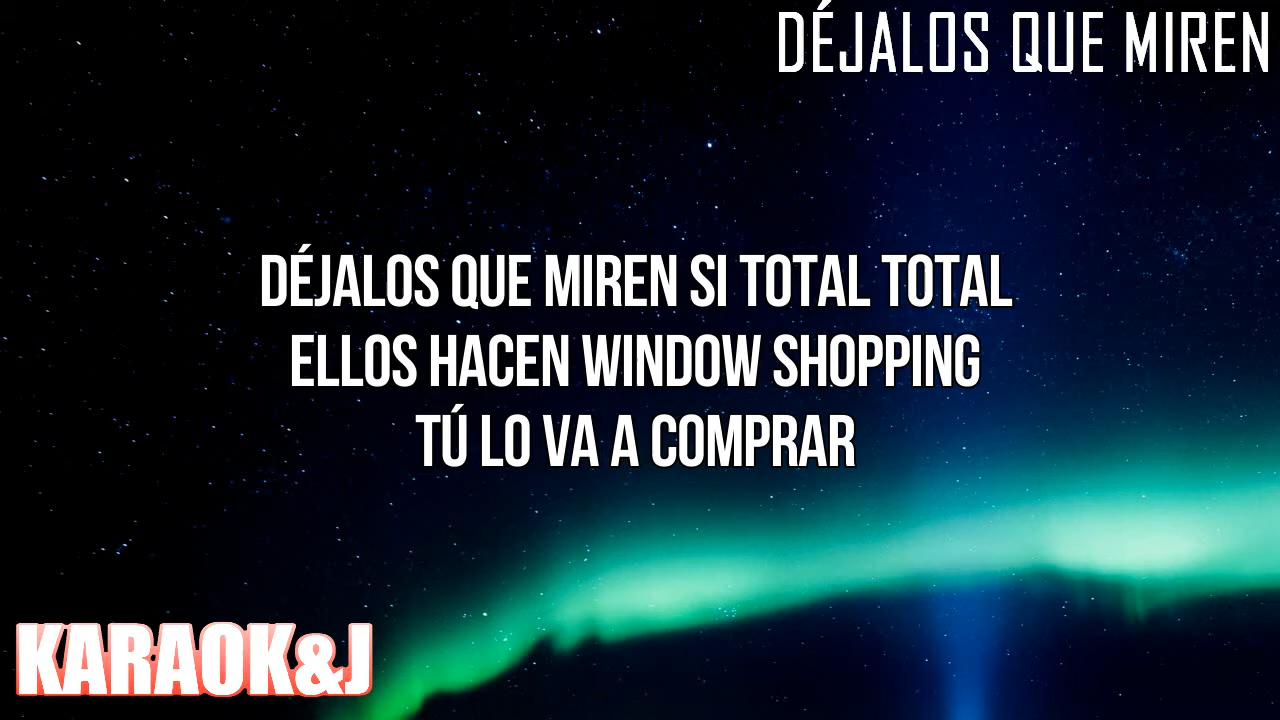 DÉJALOS QUE MIREN
DÉJALOS QUE MIREN SI TOTAL TOTAL
ELLOS HACEN WINDOW SHOPPING
TÚ LO VA A COMPRAR
KARAOK&J